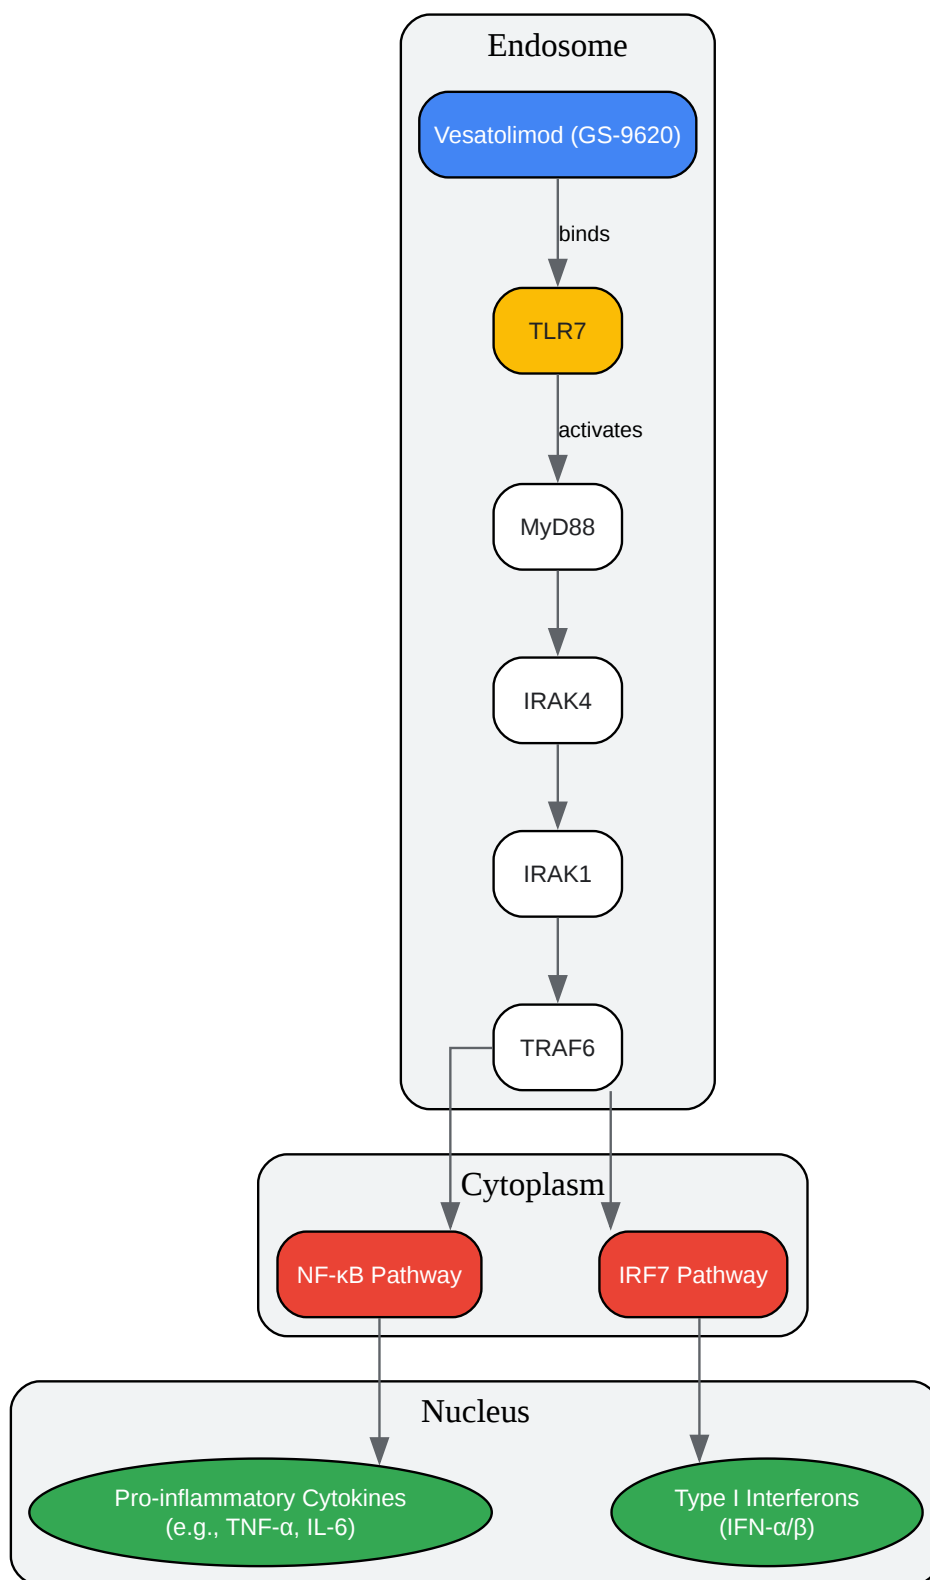 Endosome
Vesatolimod (GS-9620)
binds
TLR7
activates
MyD88
IRAK4
IRAK1
TRAF6
Cytoplasm
NF-κB Pathway
IRF7 Pathway
Nucleus
Pro-inflammatory Cytokines
(e.g., TNF-α, IL-6)
Type I Interferons
(IFN-α/β)